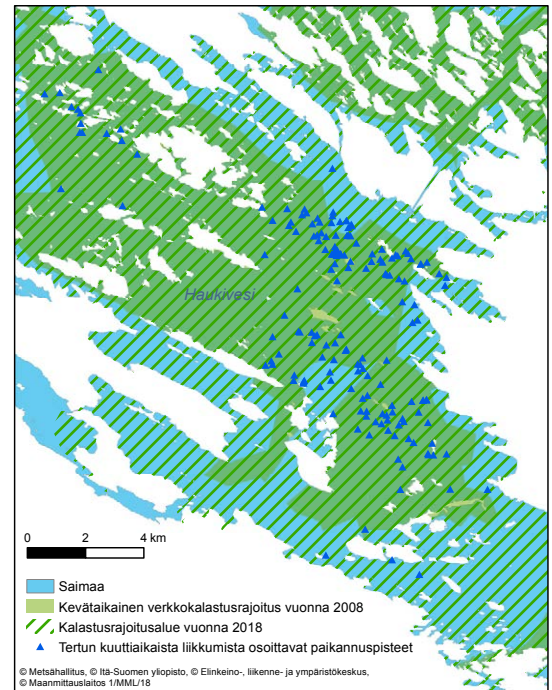 Haukivesi
0 2 4 km
Saimaa
Kevätaikainen verkkokalastusrajoitus vuonna 2008
Kalastusrajoitusalue vuonna 2018
Tertun kuuttiaikaista liikkumista osoittavat paikannuspisteet
© Metsähallitus, © Itä-Suomen yliopisto, © Elinkeino-, liikenne- ja ympäristökeskus,
© Maanmittauslaitos 1/MML/18